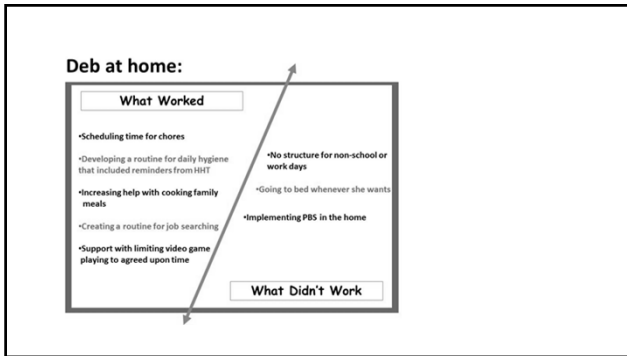 Deb at home:
What Worked
•Scheduling time for chores
•Developing a routine for daily hygiene
that included reminders from HHT
•Increasing help with cooking family
meals
•Creating a routine for job searching
•Support with limiting video game
playing to agreed upon time
•No structure for non-school or
work days
•Going to bed whenever she wants
•Implementing PBS in the home
What Didn't Work